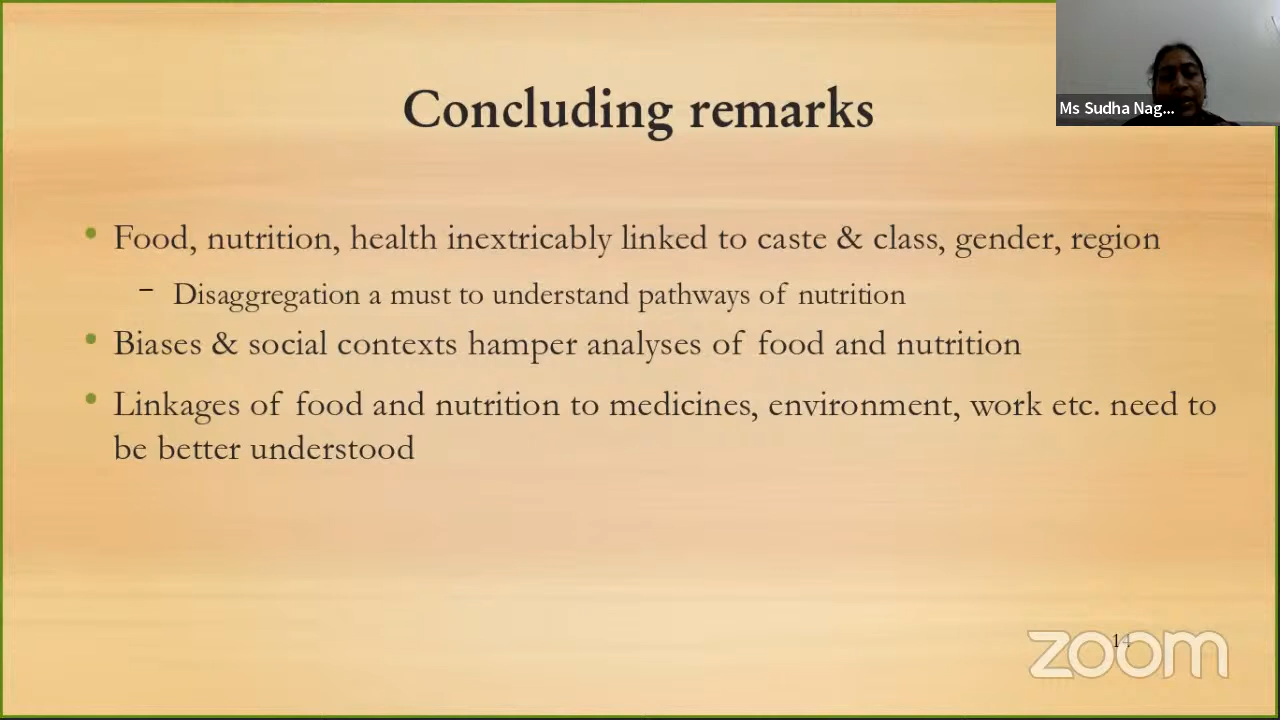 Concluding remarks
Ms Sudha Nag...
• Food, nutrition, health inextricably linked to caste & class, gender, region
– Disaggregation a must to understand pathways of nutrition
• Biases & social contexts hamper analyses of food and nutrition
• Linkages of food and nutrition to medicines, environment, work etc. need to
be better understood
14
zoom